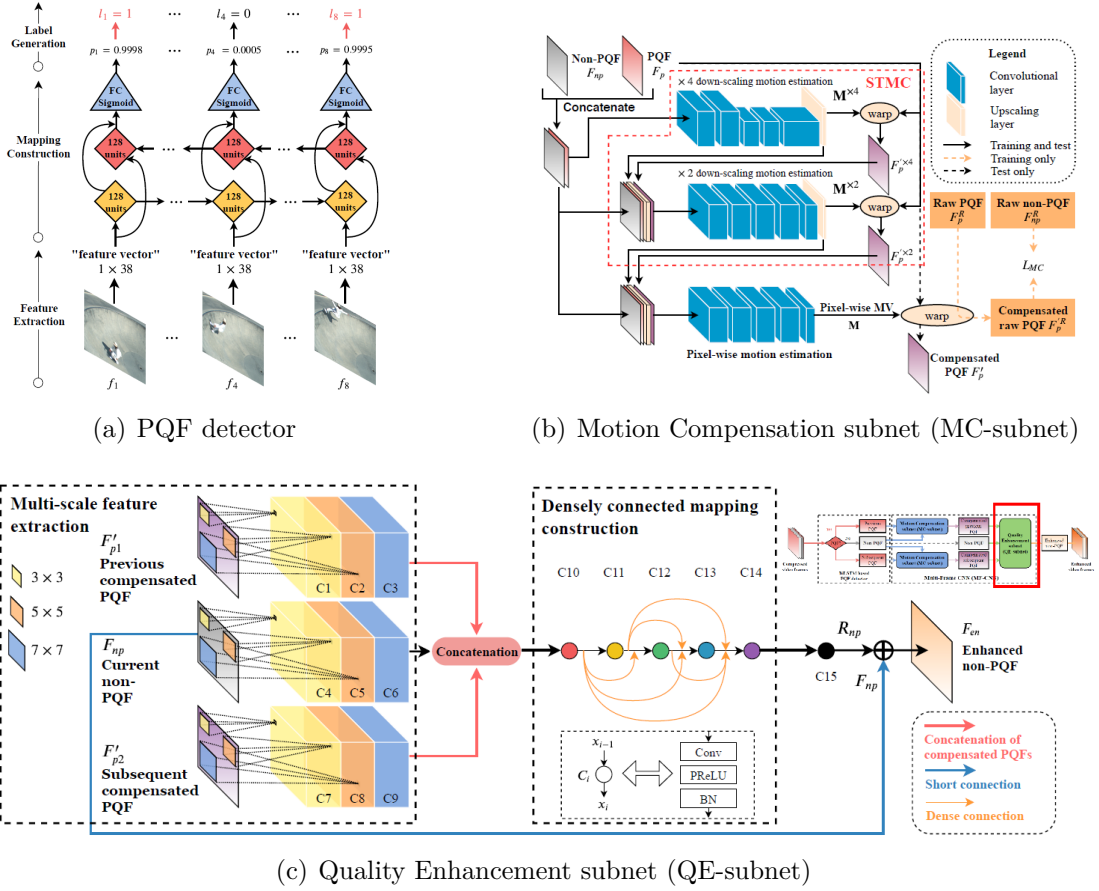 Label
Generation
l₁ = 1 ... l₄ = 0 ... l₈ = 1
p₁ = 0.9998 ... p₄ = 0.0005 ... p₈ = 0.9995
Mapping
Construction
FC
Sigmoid
FC
Sigmoid
FC
Sigmoid
128
units
128
units
128
units
128
units
128
units
128
units
"feature vector" "feature vector" "feature vector"
1 × 38 1 × 38 1 × 38
Feature
Extraction
... ...
f₁ ... f₄ ... f₈
(a) PQF detector
Non-PQF
Fnp
PQF
Fp
Concatenate
STMC
× 4 down-scaling motion estimation
M×4
warp
F′p×4
× 2 down-scaling motion estimation
M×2
warp
F′p×2
Pixel-wise MV
M
warp
Pixel-wise motion estimation
Compensated
PQF F′p
Legend
Convolutional
layer
Upscaling
layer
Training and test
Training only
Test only
Raw PQF
FpR
Raw non-PQF
FnpR
LMC
Compensated
raw PQF F′pR
(b) Motion Compensation subnet (MC-subnet)
Multi-scale feature
extraction
3 × 3
5 × 5
7 × 7
F′p1
Previous
compensated
PQF
C1 C2 C3
Fnp
Current
non-PQF
C4 C5 C6
F′p2
Subsequent
compensated
PQF
C7 C8 C9
Concatenation
Densely connected mapping
construction
C10 C11 C12 C13 C14
xi−1
Ci
xi
Conv
PReLU
BN
C15
Rnp
Fnp
Fen
Enhanced
non-PQF
Quality
Enhancement
subnet
(QE-subnet)
Concatenation of
compensated PQFs
Short connection
Dense connection
(c) Quality Enhancement subnet (QE-subnet)